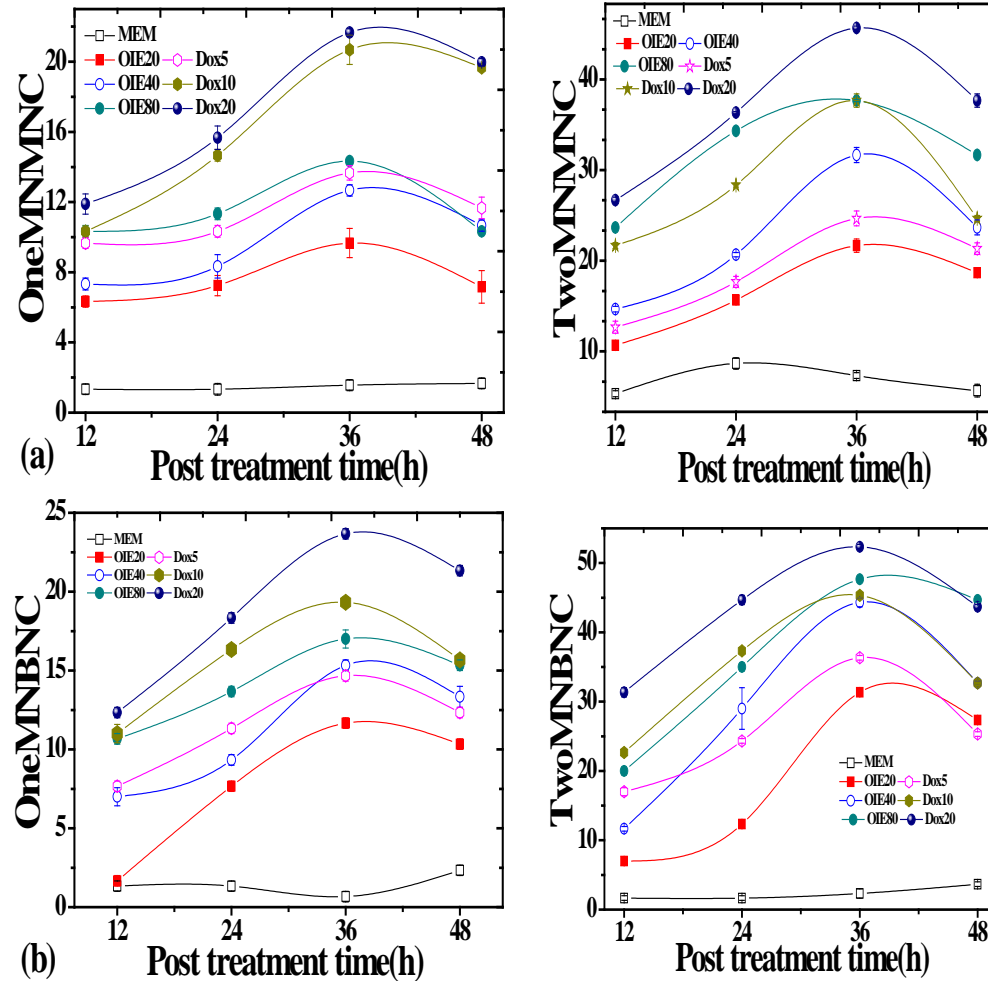 OneMNMNC
20
16
12
8
4
0
MEM
OIE20 Dox5
OIE40 Dox10
OIE80 Dox20
12 24 36 48
Post treatment time(h)
(a)
TwoMNMNC
40
30
20
10
MEM
OIE20 OIE40
OIE80 Dox5
Dox10 Dox20
12 24 36 48
Post treatment time(h)
OneMNBNC
25
20
15
10
5
0
MEM
OIE20 Dox5
OIE40 Dox10
OIE80 Dox20
12 24 36 48
Post treatment time(h)
(b)
TwoMNBNC
50
40
30
20
10
0
MEM
OIE20 Dox5
OIE40 Dox10
OIE80 Dox20
12 24 36 48
Post treatment time(h)